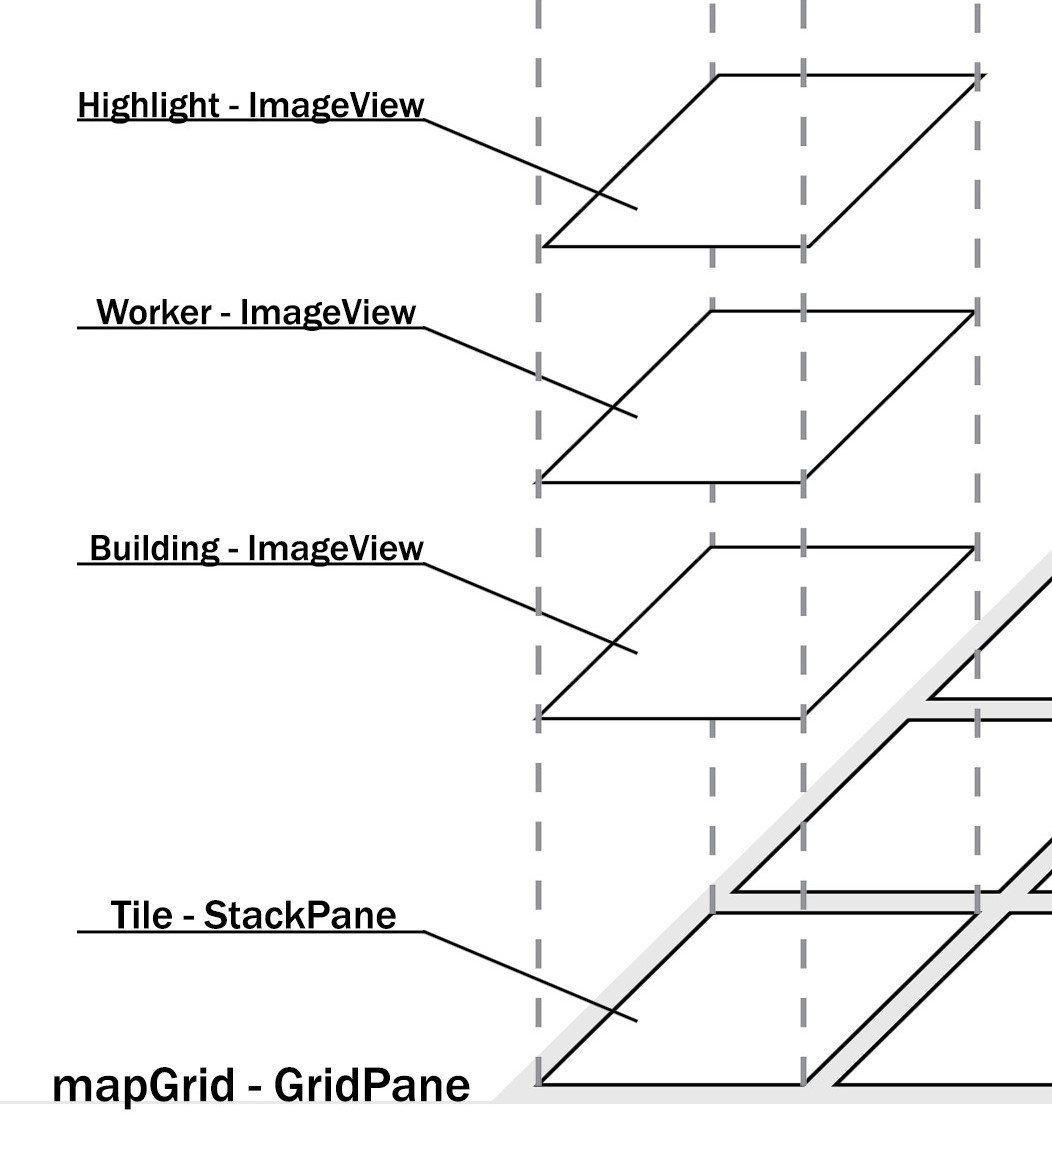 Highlight - ImageView
Worker - ImageView
Building - ImageView
Tile - StackPane
mapGrid - GridPane